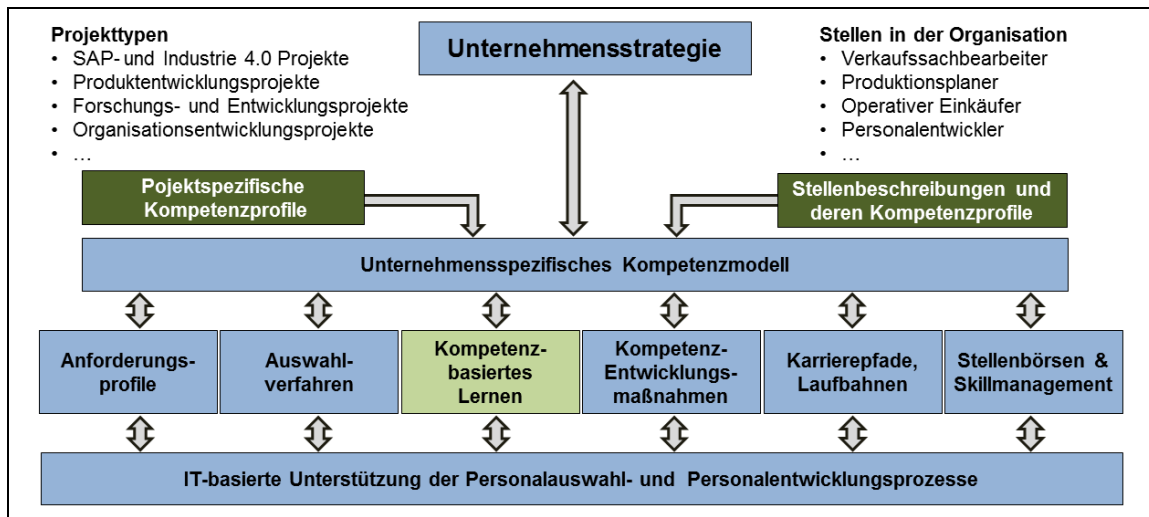 Projekttypen
• SAP- und Industrie 4.0 Projekte
• Produktentwicklungsprojekte
• Forschungs- und Entwicklungsprojekte
• Organisationsentwicklungsprojekte
• …
Unternehmensstrategie
Stellen in der Organisation
• Verkaufssachbearbeiter
• Produktionsplaner
• Operativer Einkäufer
• Personalentwickler
• …
Pojektspezifische
Kompetenzprofile
Stellenbeschreibungen und
deren Kompetenzprofile
Unternehmensspezifisches Kompetenzmodell
Anforderungs-
profile
Auswahl-
verfahren
Kompetenz-
basiertes
Lernen
Kompetenz-
Entwicklungs-
maßnahmen
Karrierepfade,
Laufbahnen
Stellenbörsen &
Skillmanagement
IT-basierte Unterstützung der Personalauswahl- und Personalentwicklungsprozesse